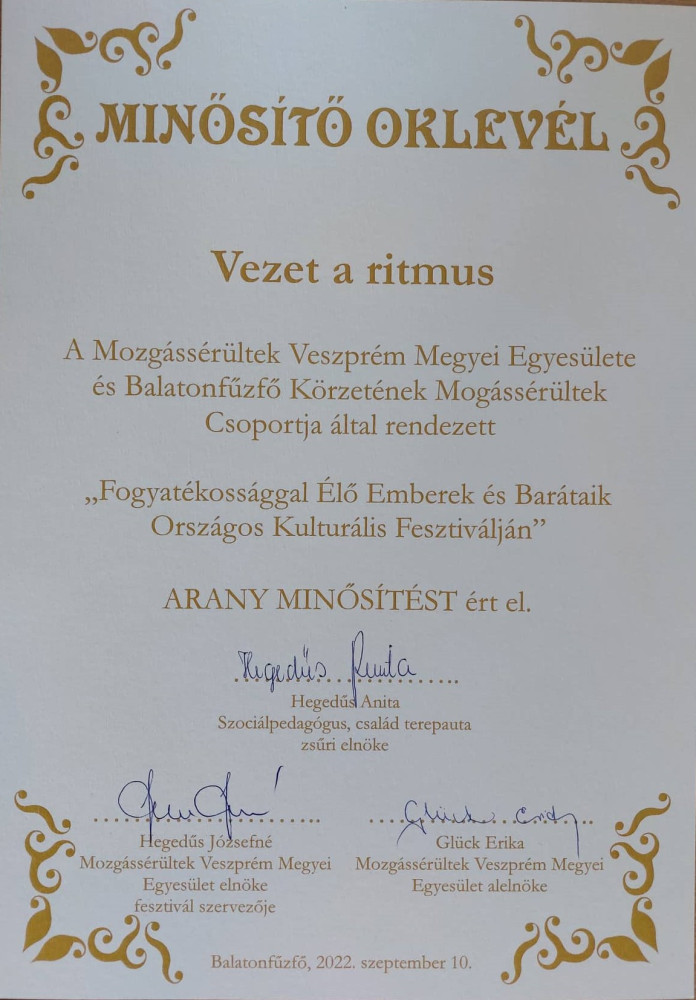 MINŐSÍTŐ OKLEVÉL
Vezet a ritmus
A Mozgássérültek Veszprém Megyei Egyesülete
és Balatonfűzfő Körzetének Mogássérültek
Csoportja által rendezett
„Fogyatékossággal Élő Emberek és Barátaik
Országos Kulturális Fesztiválján”
ARANY MINŐSÍTÉST ért el.
Hegedűs Anita
Hegedűs Anita
Szociálpedagógus, család terepauta
zsűri elnöke
Hegedűs Józsefné
Mozgássérültek Veszprém Megyei
Egyesület elnöke
fesztivál szervezője
Glück Erika
Mozgássérültek Veszprém Megyei
Egyesület alelnöke
Balatonfűzfő, 2022. szeptember 10.